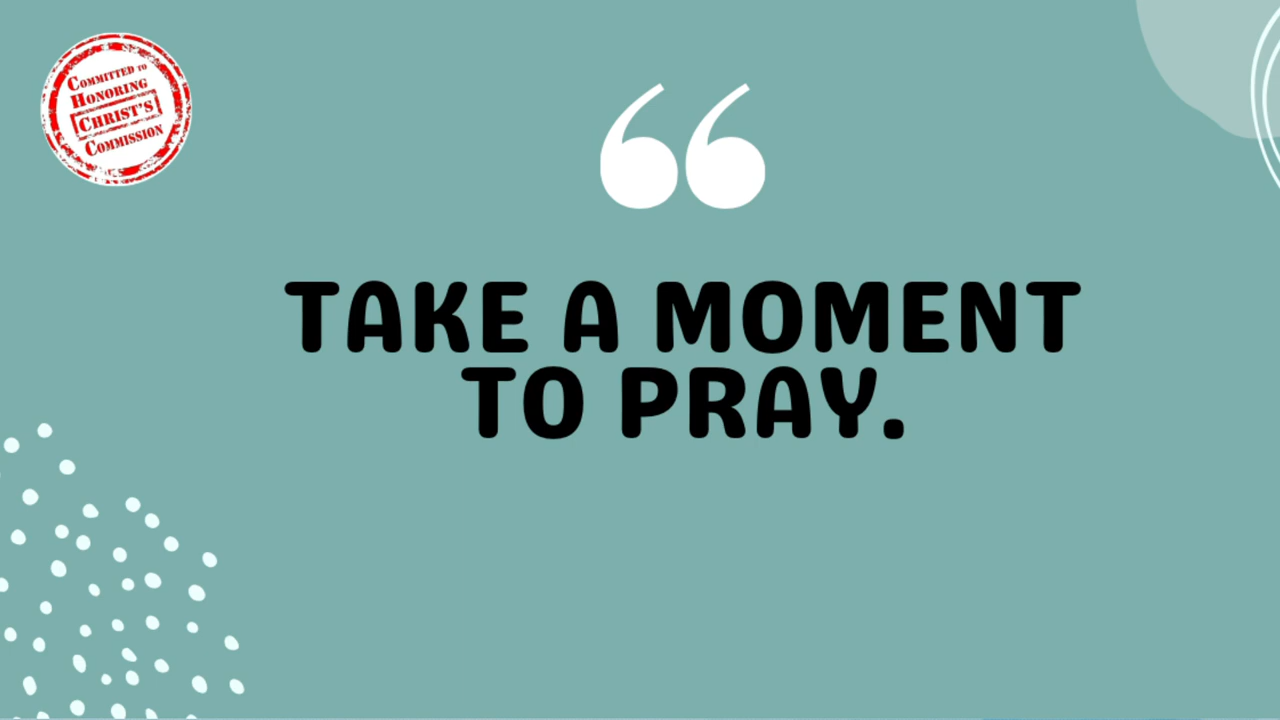 COMMITTED TO
HONORING
CHRIST'S
COMMISSION
“
TAKE A MOMENT
TO PRAY.